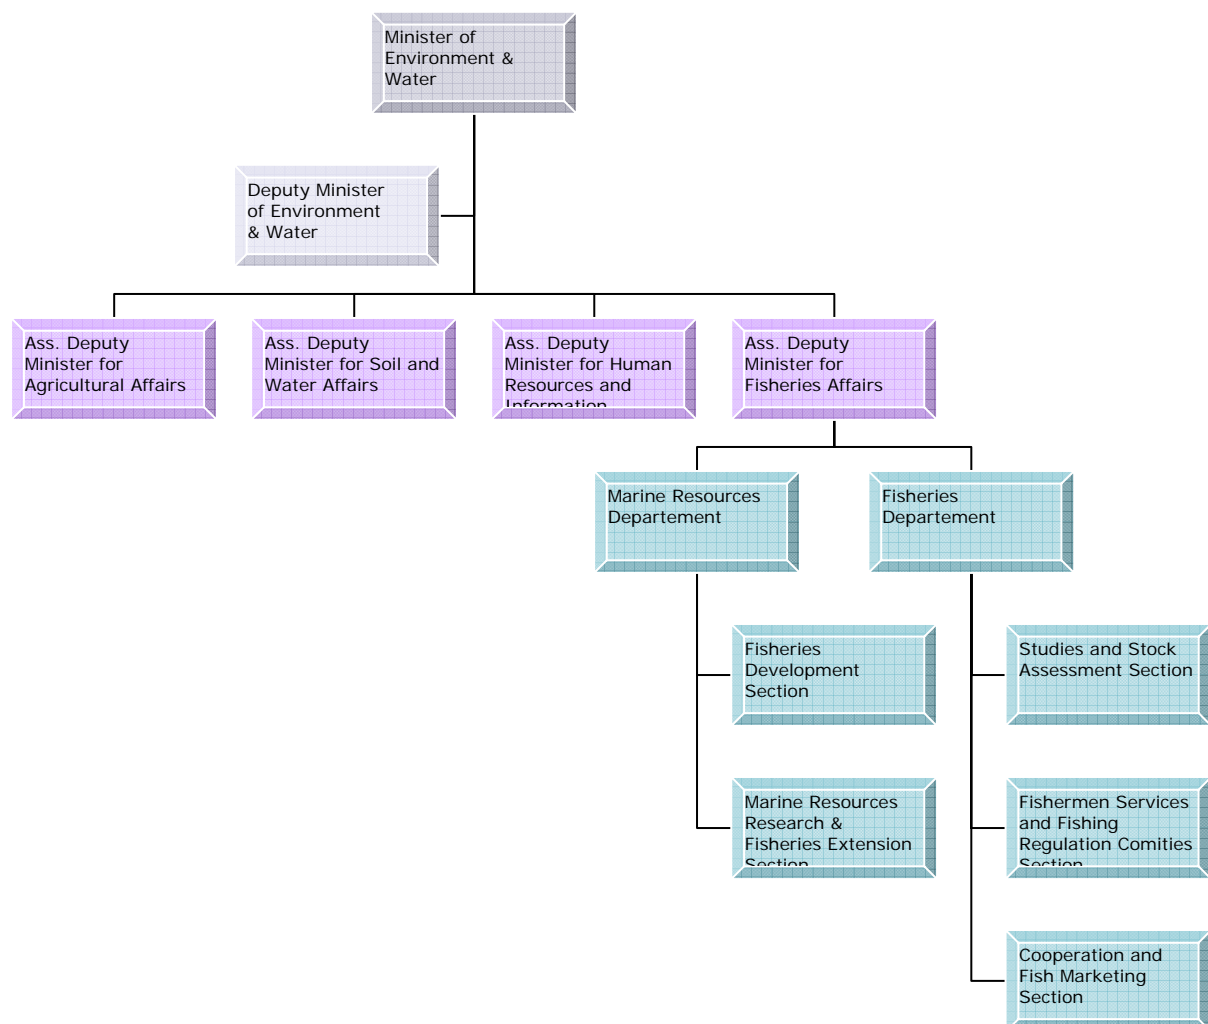 Minister of
Environment &
Water
Deputy Minister
of Environment
& Water
Ass. Deputy
Minister for
Agricultural Affairs
Ass. Deputy
Minister for Soil and
Water Affairs
Ass. Deputy
Minister for Human
Resources and
Information
Ass. Deputy
Minister for
Fisheries Affairs
Marine Resources
Departement
Fisheries
Departement
Fisheries
Development
Section
Studies and Stock
Assessment Section
Marine Resources
Research &
Fisheries Extension
Section
Fishermen Services
and Fishing
Regulation Comities
Section
Cooperation and
Fish Marketing
Section